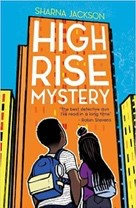 SHARNA JACKSON
HIGH
RISE
MYSTERY
"The best detective duo
I've read in a long time"
- Robin Stevens